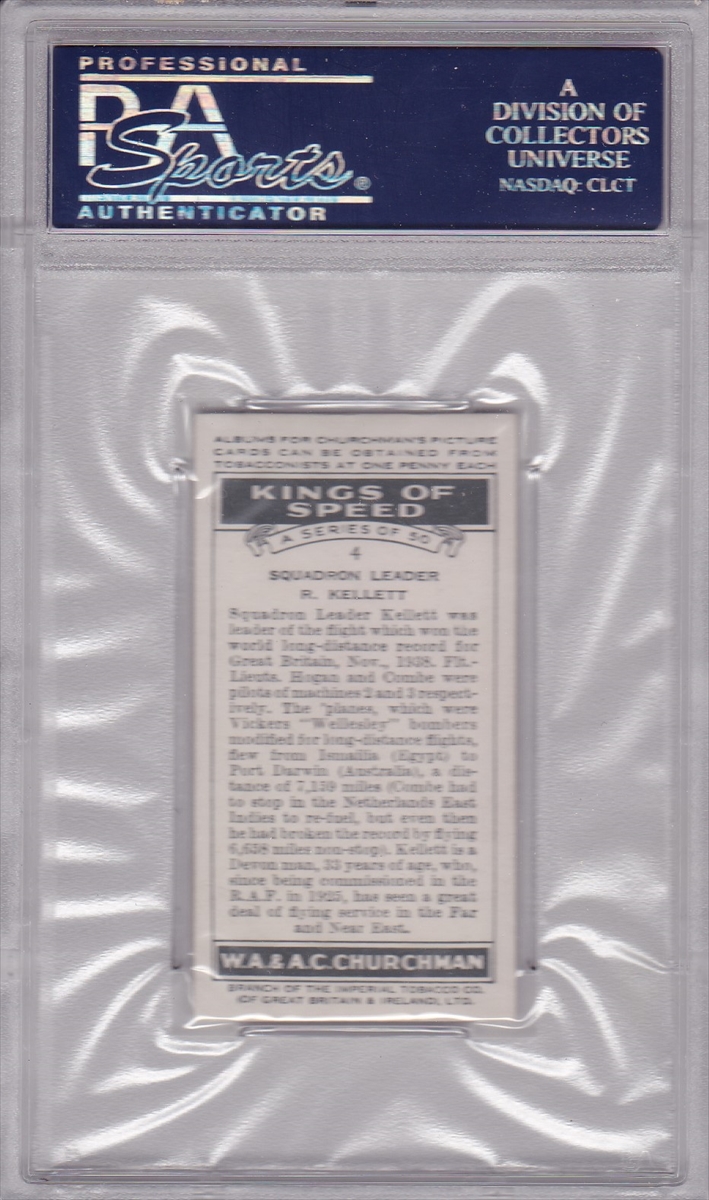 PROFESSIONAL
PSA
Sports®
AUTHENTICATOR
A
DIVISION OF
COLLECTORS
UNIVERSE
NASDAQ: CLCT
ALBUMS FOR CHURCHMAN'S PICTURE
CARDS CAN BE OBTAINED FROM
TOBACCONISTS AT ONE PENNY EACH
KINGS OF
SPEED
A SERIES OF 50
4
SQUADRON LEADER
R. KELLETT
Squadron Leader Kellett was
leader of the flight which won the
world long-distance record for
Great Britain, Nov., 1938. Flt.-
Lieuts. Hogan and Combe were
pilots of machines 2 and 3 respect-
ively. The 'planes, which were
Vickers "Wellesley" bombers
modified for long-distance flights,
flew from Ismailia (Egypt) to
Port Darwin (Australia), a dis-
tance of 7,159 miles (Combe had
to stop in the Netherlands East
Indies to re-fuel, but even then
he had broken the record by flying
6,638 miles non-stop). Kellett is a
Devon man, 33 years of age, who,
since being commissioned in the
R.A.F. in 1925, has seen a great
deal of flying service in the Far
and Near East.
W.A. & A.C. CHURCHMAN
BRANCH OF THE IMPERIAL TOBACCO CO.
(OF GREAT BRITAIN & IRELAND), LTD.